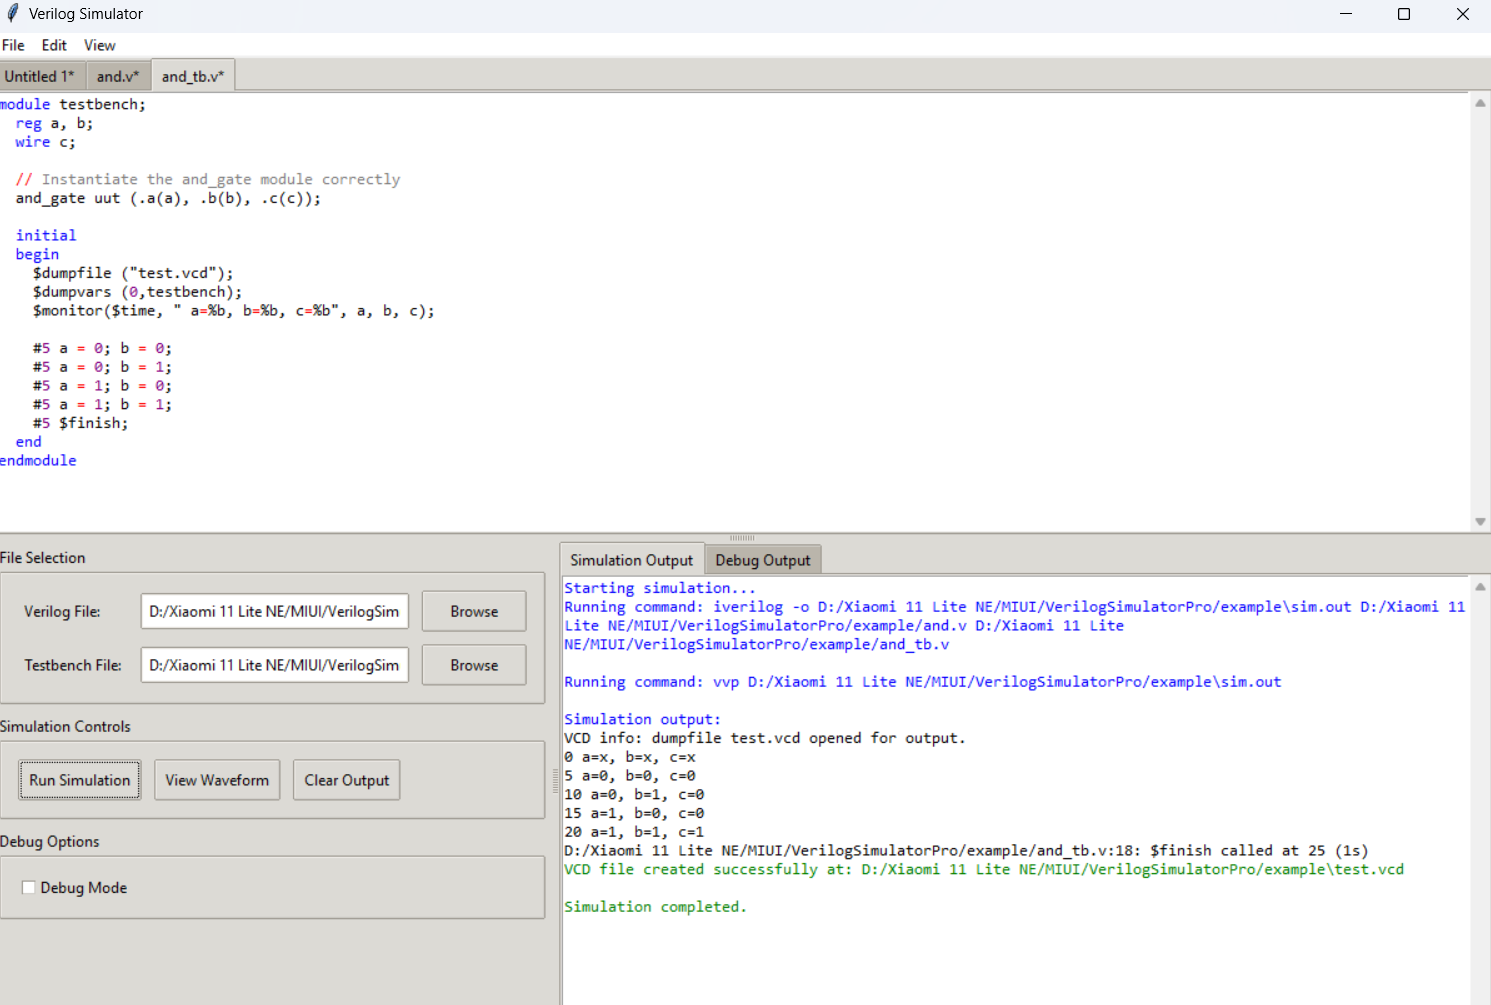 Verilog Simulator
File Edit View
Untitled 1* and.v* and_tb.v*
module testbench;
reg a, b;
wire c;
// Instantiate the and_gate module correctly
and_gate uut (.a(a), .b(b), .c(c));
initial
begin
$dumpfile ("test.vcd");
$dumpvars (0,testbench);
$monitor($time, " a=%b, b=%b, c=%b", a, b, c);
#5 a = 0; b = 0;
#5 a = 0; b = 1;
#5 a = 1; b = 0;
#5 a = 1; b = 1;
#5 $finish;
end
endmodule
File Selection
Verilog File: D:/Xiaomi 11 Lite NE/MIUI/VerilogSim Browse
Testbench File: D:/Xiaomi 11 Lite NE/MIUI/VerilogSim Browse
Simulation Controls
Run Simulation View Waveform Clear Output
Debug Options
Debug Mode
Simulation Output Debug Output
Starting simulation...
Running command: iverilog -o D:/Xiaomi 11 Lite NE/MIUI/VerilogSimulatorPro/example\sim.out D:/Xiaomi 11
Lite NE/MIUI/VerilogSimulatorPro/example/and.v D:/Xiaomi 11 Lite
NE/MIUI/VerilogSimulatorPro/example/and_tb.v
Running command: vvp D:/Xiaomi 11 Lite NE/MIUI/VerilogSimulatorPro/example\sim.out
Simulation output:
VCD info: dumpfile test.vcd opened for output.
0 a=x, b=x, c=x
5 a=0, b=0, c=0
10 a=0, b=1, c=0
15 a=1, b=0, c=0
20 a=1, b=1, c=1
D:/Xiaomi 11 Lite NE/MIUI/VerilogSimulatorPro/example/and_tb.v:18: $finish called at 25 (1s)
VCD file created successfully at: D:/Xiaomi 11 Lite NE/MIUI/VerilogSimulatorPro/example\test.vcd
Simulation completed.